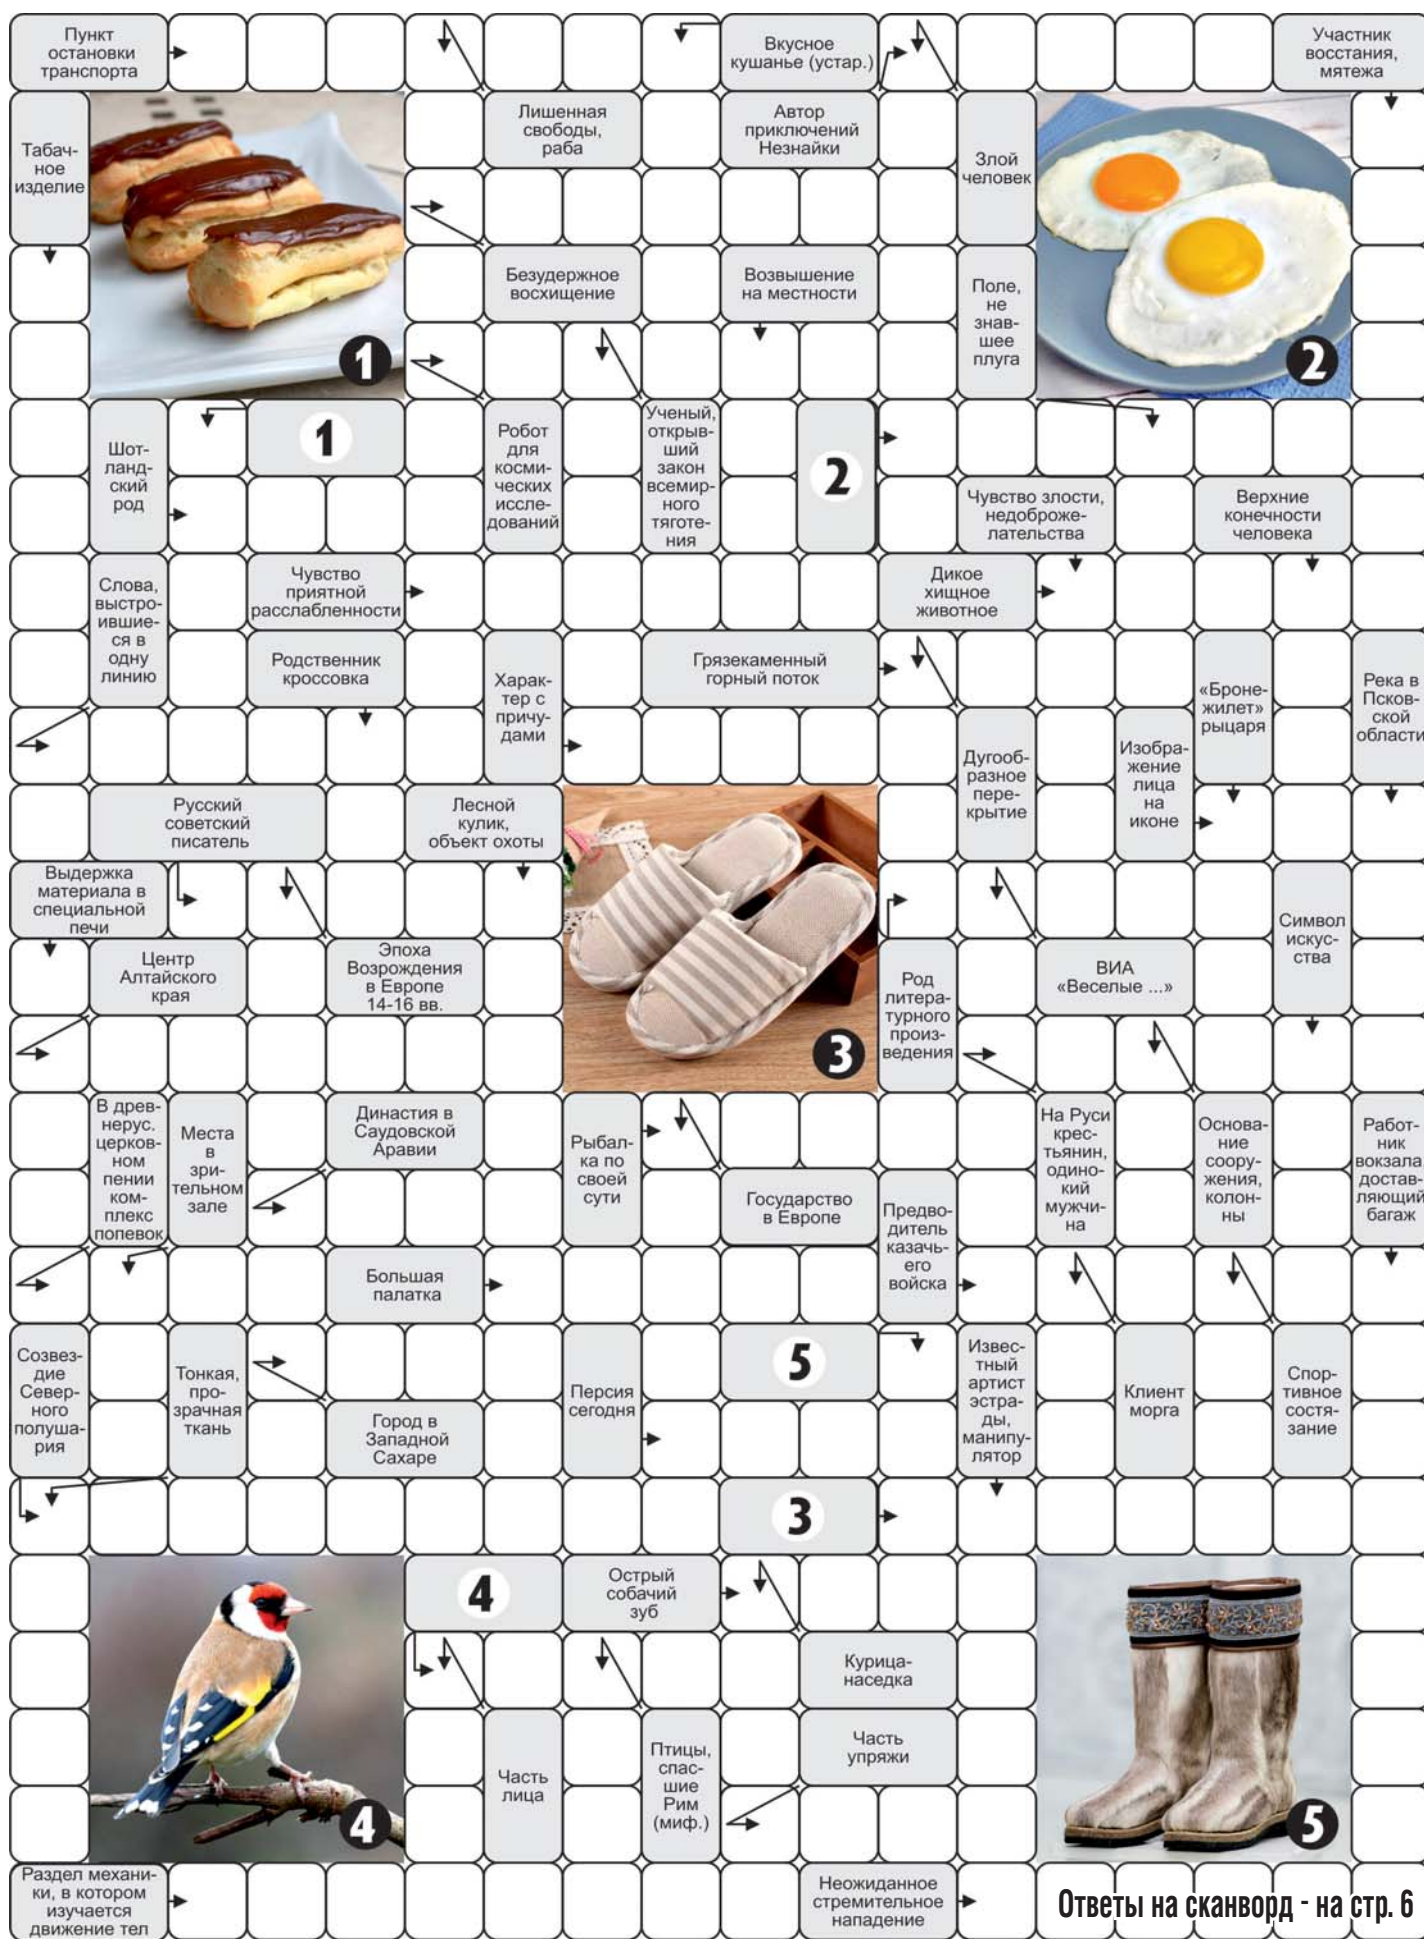 Пункт
остановки
транспорта
Вкусное
кушанье (устар.)
Участник
восстания,
мятежа
Табач-
ное
изделие
Лишенная
свободы,
раба
Автор
приключений
Незнайки
Злой
человек
Безудержное
восхищение
Возвышение
на местности
Поле,
не
знав-
шее
плуга
1
2
Шот-
ланд-
ский
род
1
Робот
для
косми-
ческих
иссле-
дований
Ученый,
открыв-
ший
закон
всемир-
ного
тяготе-
ния
2
Чувство злости,
недоброже-
лательства
Верхние
конечности
человека
Слова,
выстро-
ившие-
ся в
одну
линию
Чувство
приятной
расслабленности
Дикое
хищное
животное
Родственник
кроссовка
Харак-
тер с
причу-
дами
Грязекаменный
горный поток
«Броне-
жилет»
рыцаря
Река в
Псков-
ской
области
Дугооб-
разное
пере-
крытие
Изобра-
жение
лица
на
иконе
Русский
советский
писатель
Лесной
кулик,
объект охоты
Выдержка
материала в
специальной
печи
Символ
искус-
ства
Центр
Алтайского
края
Эпоха
Возрождения
в Европе
14-16 вв.
3
Род
литера-
турного
произ-
ведения
ВИА
«Веселые ...»
В древ-
нерус.
церков-
ном
пении
ком-
плекс
попевок
Места
в
зри-
тельном
зале
Династия в
Саудовской
Аравии
Рыбал-
ка по
своей
сути
На Руси
крес-
тьянин,
одино-
кий
мужчи-
на
Основа-
ние
соору-
жения,
колон-
ны
Работ-
ник
вокзала,
достав-
ляющий
багаж
Государство
в Европе
Предво-
дитель
казачь-
его
войска
Большая
палатка
Созвез-
дие
Север-
ного
полуша-
рия
Тонкая,
про-
зрачная
ткань
Город в
Западной
Сахаре
Персия
сегодня
5
Извес-
тный
артист
эстра-
ды,
манипу-
лятор
Клиент
морга
Спор-
тивное
состя-
зание
3
4
Острый
собачий
зуб
Курица-
наседка
4
Часть
лица
Птицы,
спас-
шие
Рим
(миф.)
Часть
упряжи
5
Раздел механи-
ки, в котором
изучается
движение тел
Неожиданное
стремительное
нападение
Ответы на сканворд - на стр. 6